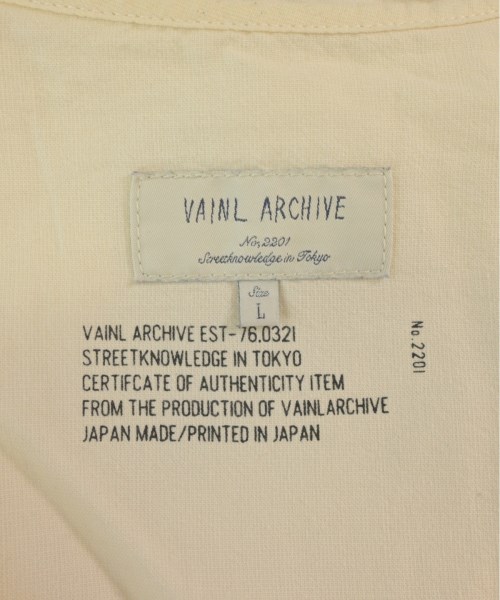 VAINL ARCHIVE
No, 2201
Streetknowledge in Tokyo
Size
L
VAINL ARCHIVE EST-76.0321
STREETKNOWLEDGE IN TOKYO
CERTIFCATE OF AUTHENTICITY ITEM
FROM THE PRODUCTION OF VAINLARCHIVE
JAPAN MADE/PRINTED IN JAPAN
No.2201